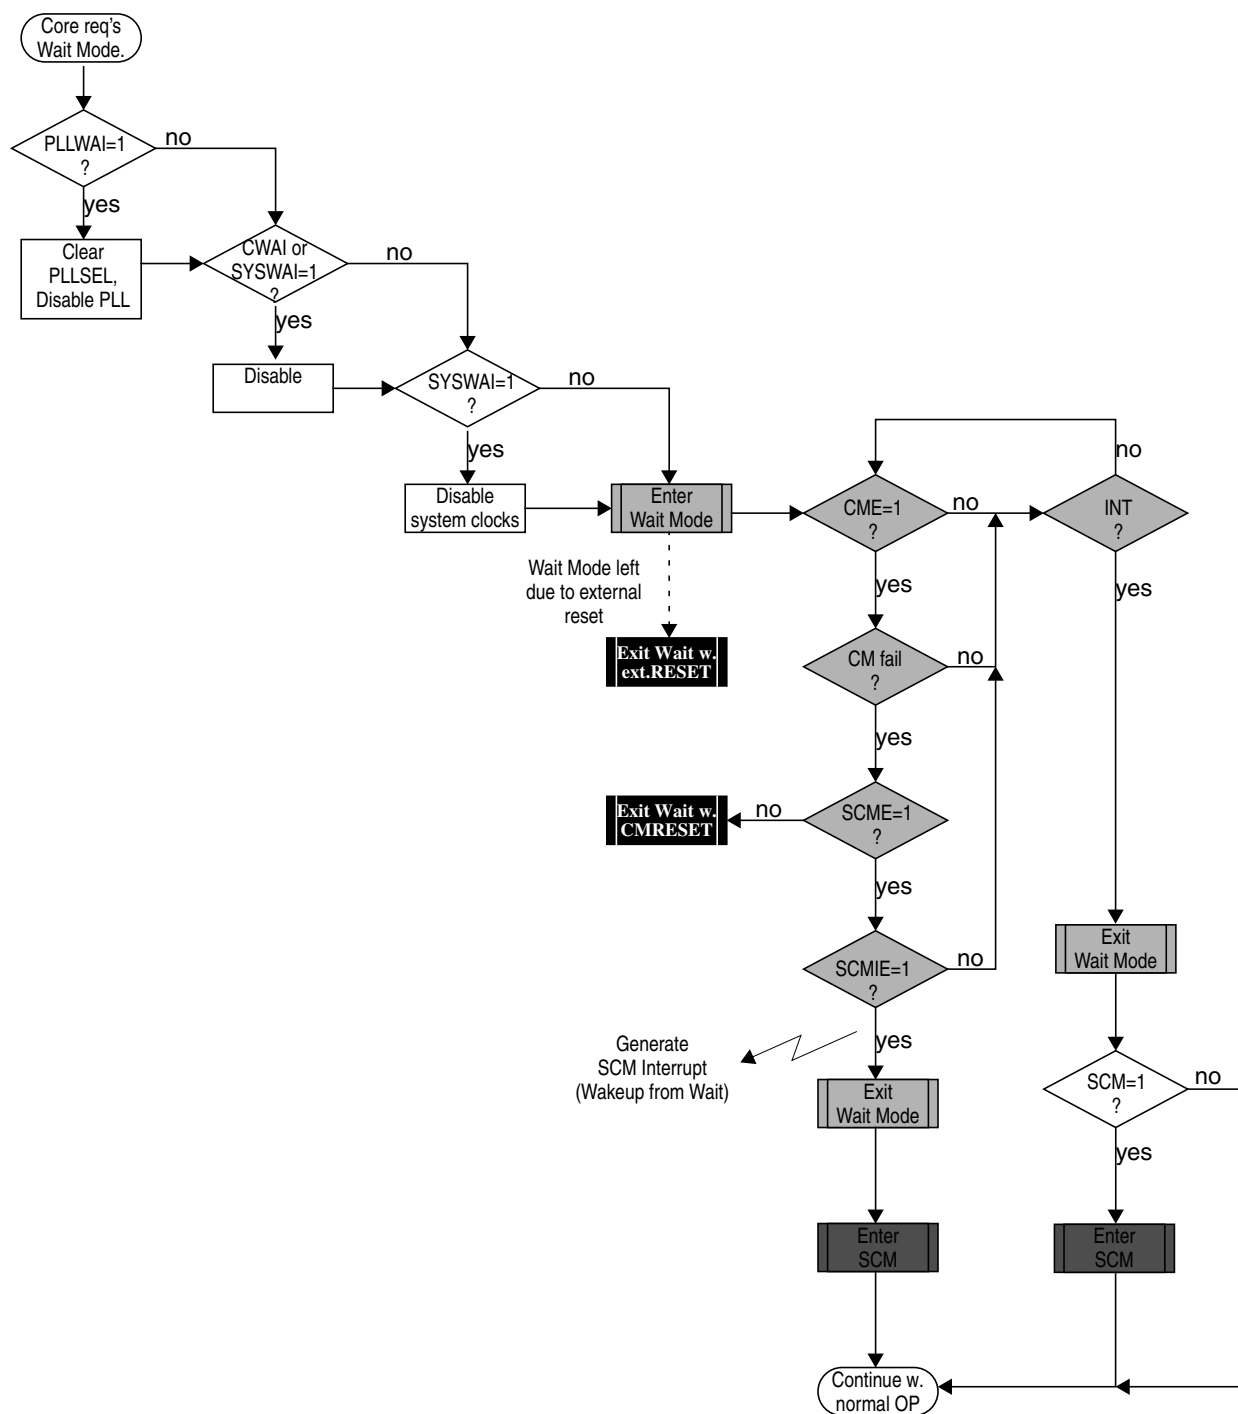 Core req's
Wait Mode.
PLLWAI=1
?
no
yes
Clear
PLLSEL,
Disable PLL
CWAI or
SYSWAI=1
?
no
yes
Disable
SYSWAI=1
?
no
yes
Disable
system clocks
Enter
Wait Mode
Wait Mode left
due to external
reset
Exit Wait w.
ext.RESET
CME=1
?
no
yes
INT
?
no
yes
CM fail
?
no
yes
SCME=1
?
no
yes
Exit Wait w.
CMRESET
SCMIE=1
?
no
yes
Generate
SCM Interrupt
(Wakeup from Wait)
Exit
Wait Mode
Enter
SCM
Exit
Wait Mode
SCM=1
?
no
yes
Enter
SCM
Continue w.
normal OP